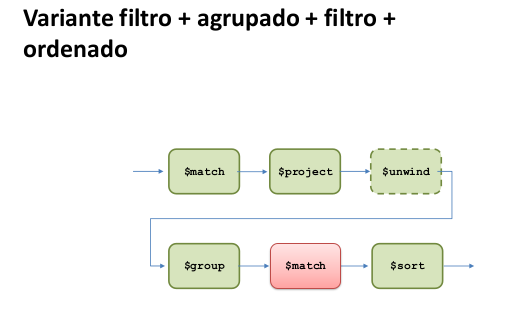 Variante filtro + agrupado + filtro +
ordenado
$match
$project
$unwind
$group
$match
$sort